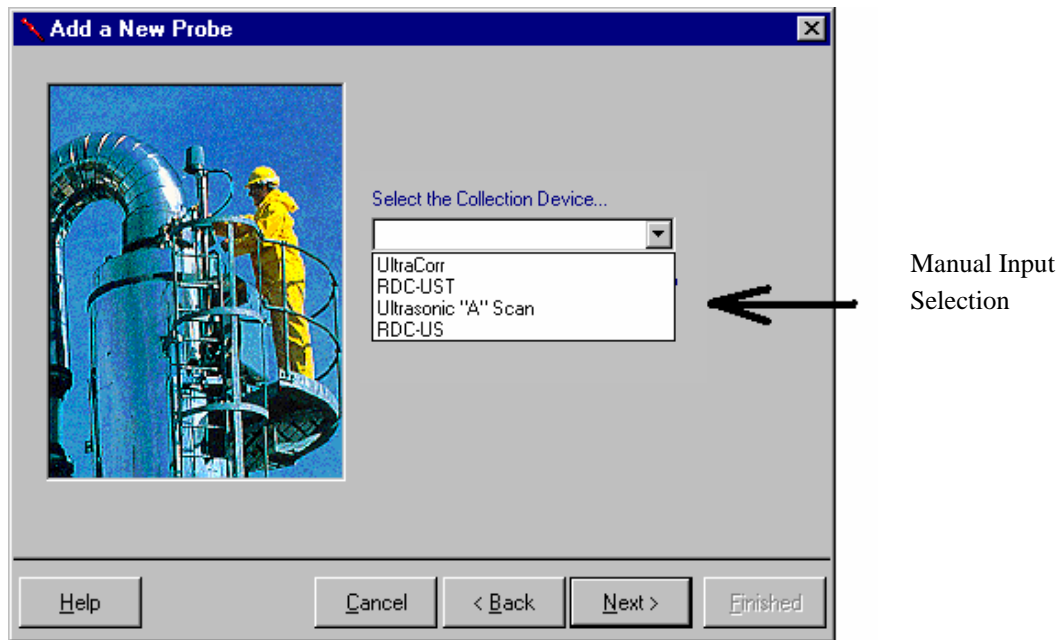 Add a New Probe
Select the Collection Device...
UltraCorr
RDC-UST
Ultrasonic "A" Scan
RDC-US
Manual Input
Selection
Help
Cancel
< Back
Next >
Finished